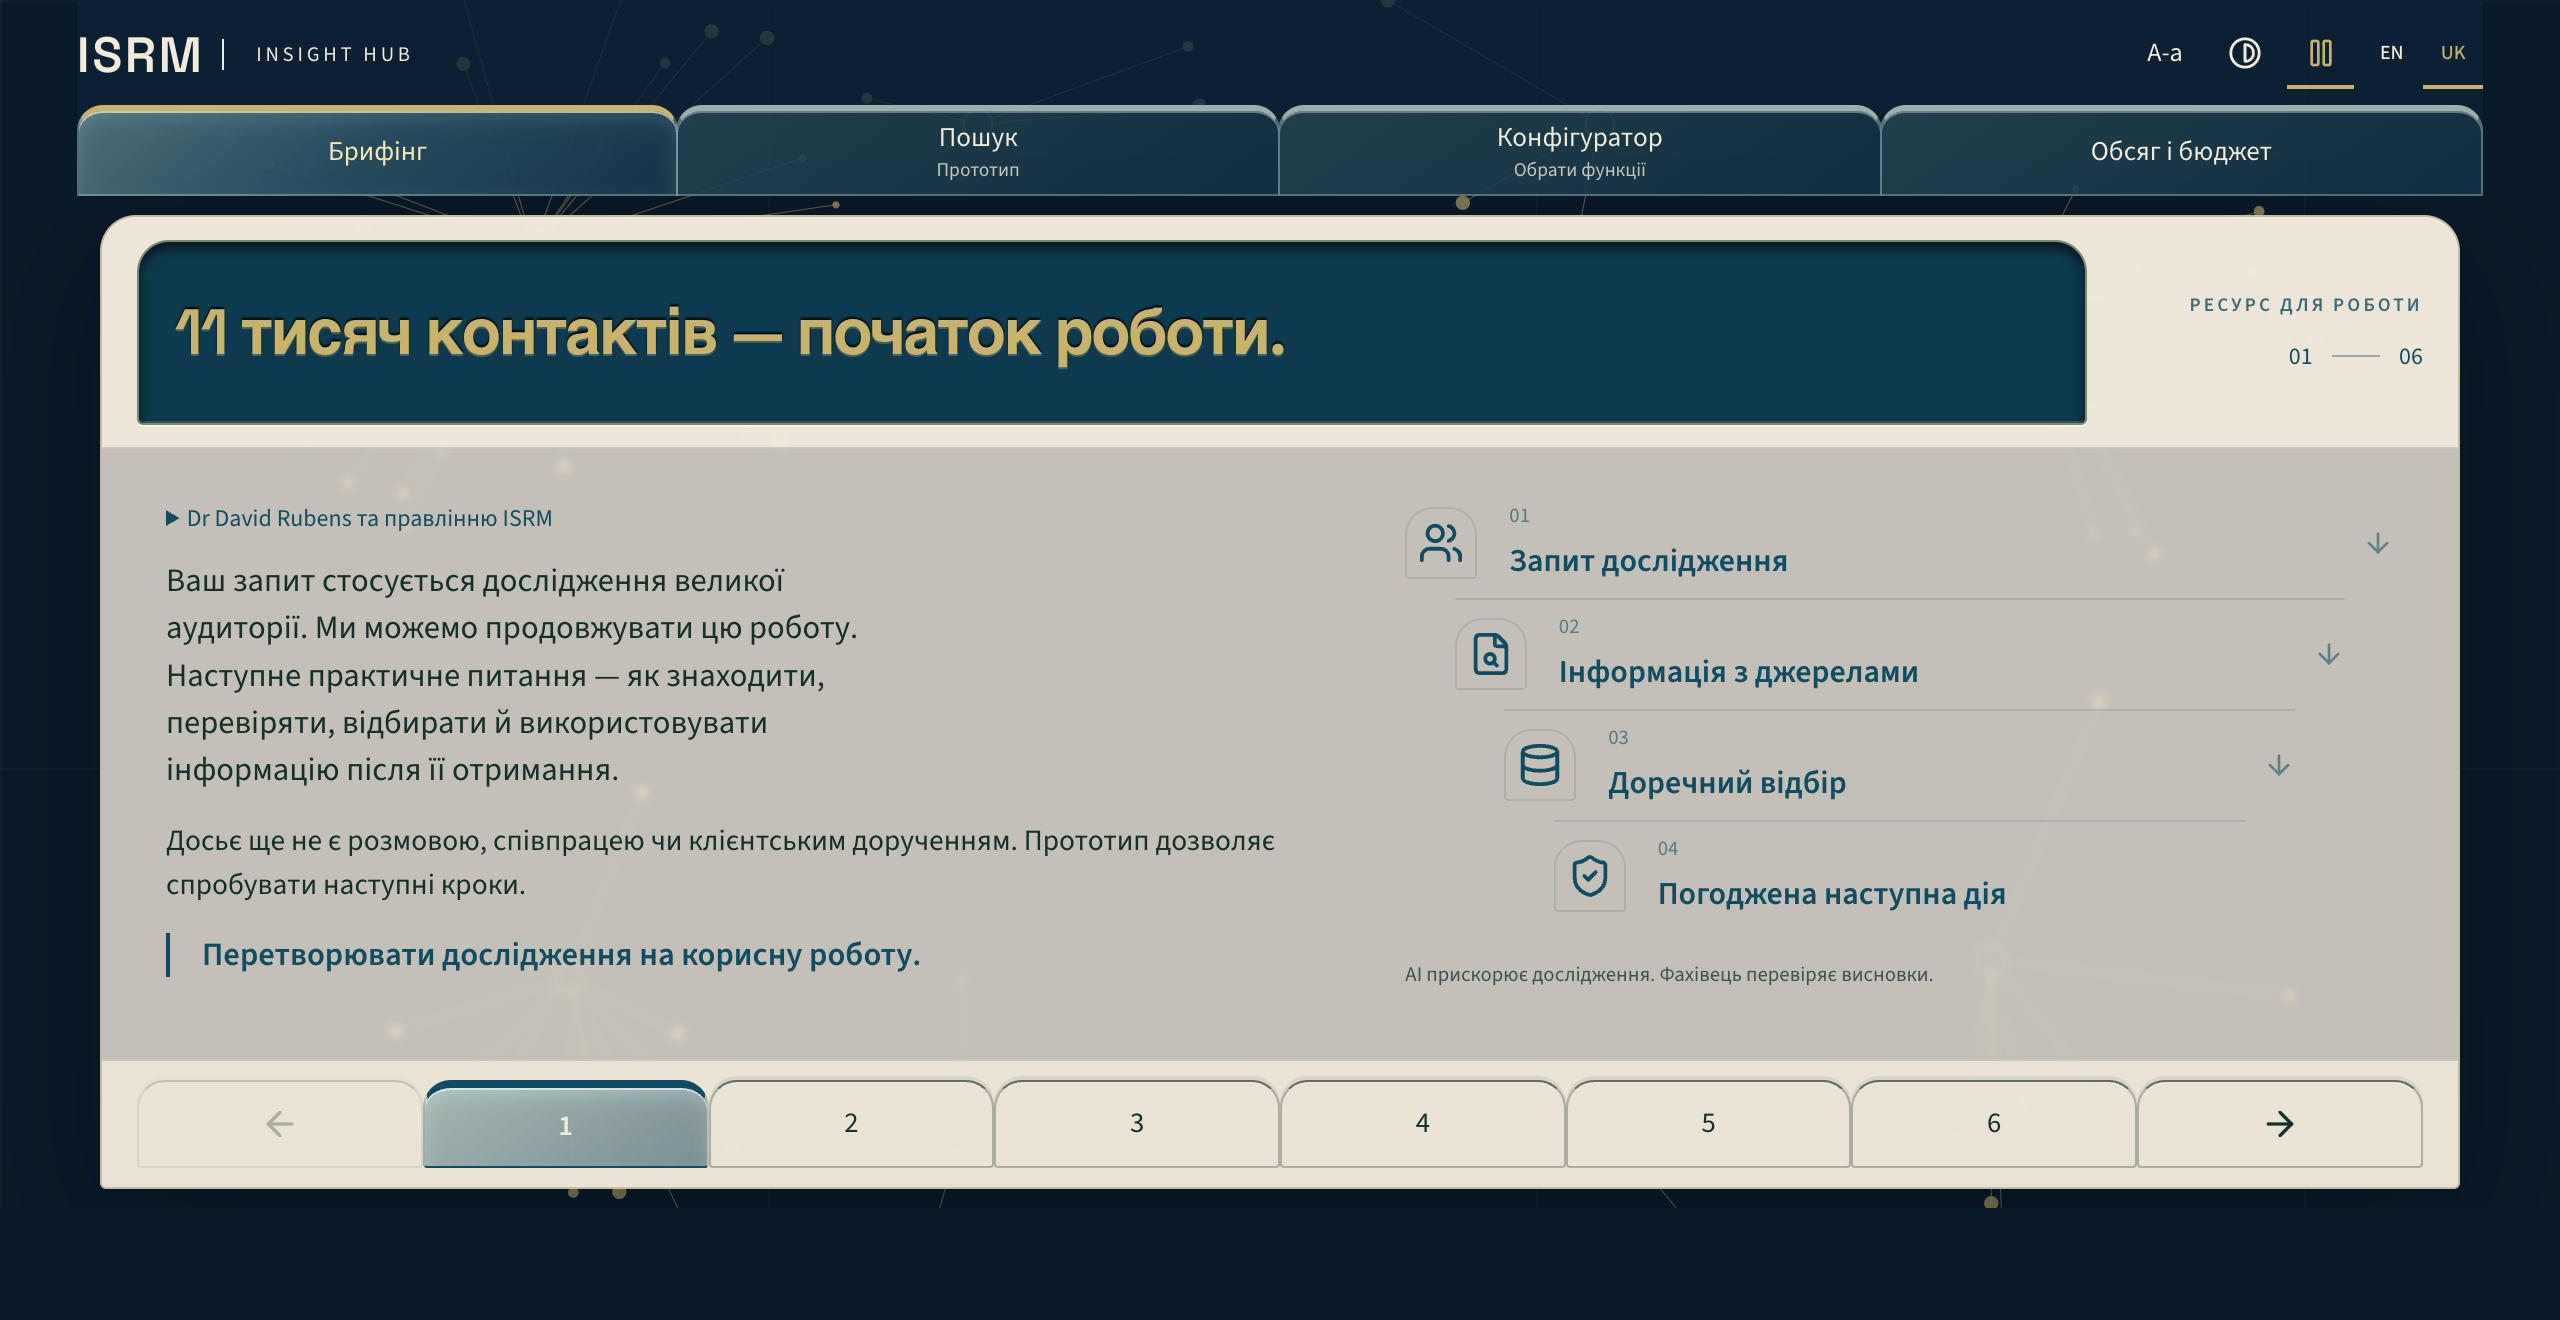 ISRM
INSIGHT HUB
A-a
EN
UK
Брифінг
Пошук
Прототип
Конфігуратор
Обрати функції
Обсяг і бюджет
11 тисяч контактів — початок роботи.
РЕСУРС ДЛЯ РОБОТИ
01 — 06
Dr David Rubens та правлінню ISRM
Ваш запит стосується дослідження великої
аудиторії. Ми можемо продовжувати цю роботу.
Наступне практичне питання — як знаходити,
перевіряти, відбирати й використовувати
інформацію після її отримання.
Досьє ще не є розмовою, співпрацею чи клієнтським дорученням. Прототип дозволяє
спробувати наступні кроки.
Перетворювати дослідження на корисну роботу.
01
Запит дослідження
02
Інформація з джерелами
03
Доречний відбір
04
Погоджена наступна дія
AI прискорює дослідження. Фахівець перевіряє висновки.
1
2
3
4
5
6